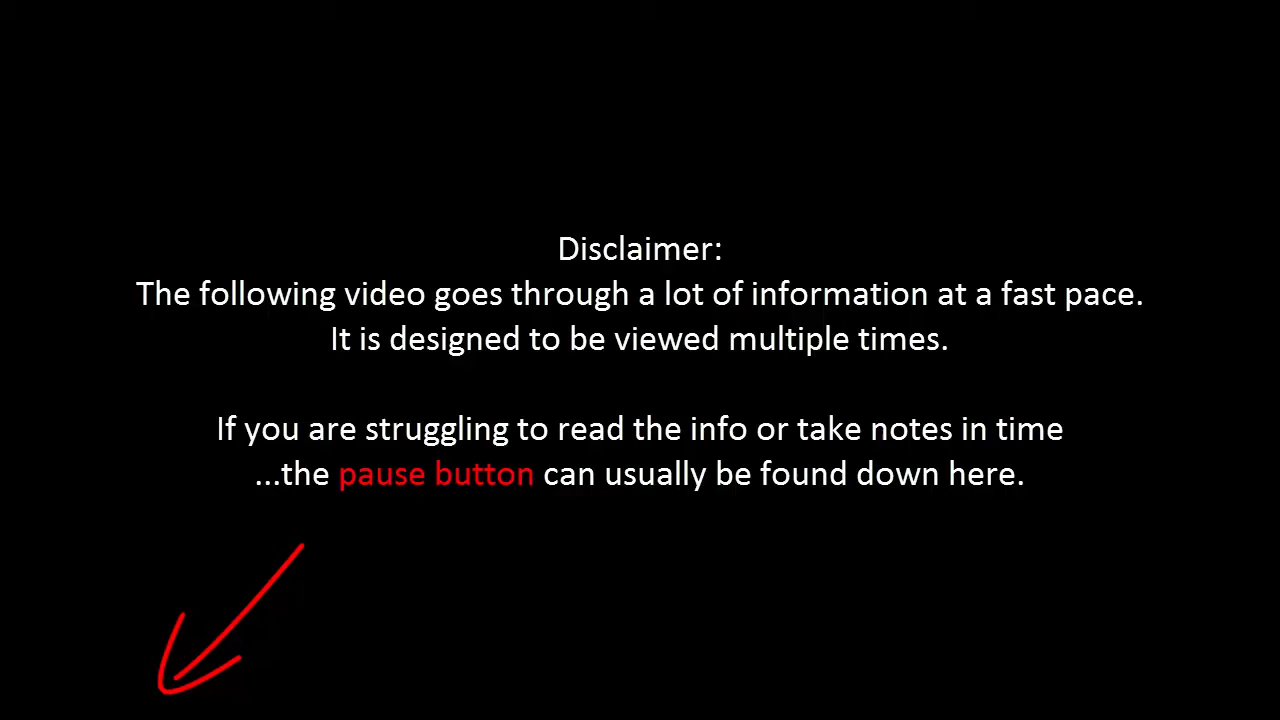 Disclaimer:
The following video goes through a lot of information at a fast pace.
It is designed to be viewed multiple times.
If you are struggling to read the info or take notes in time
...the pause button can usually be found down here.